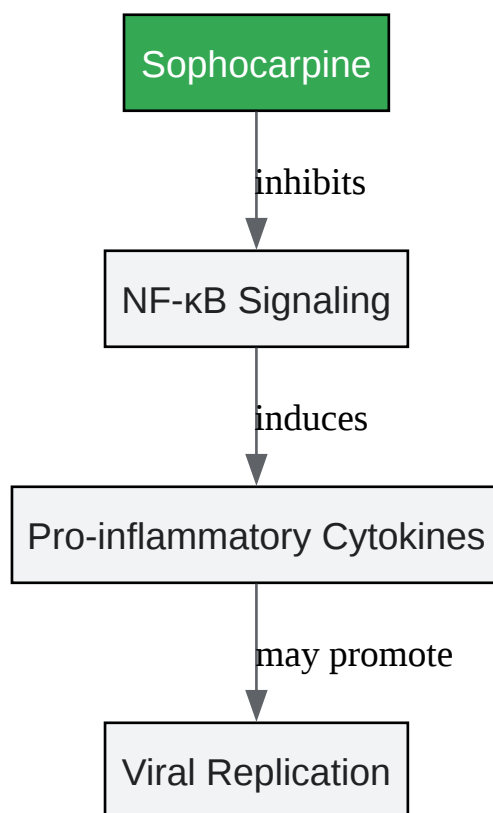 Sophocarpine
inhibits
NF-κB Signaling
induces
Pro-inflammatory Cytokines
may promote
Viral Replication